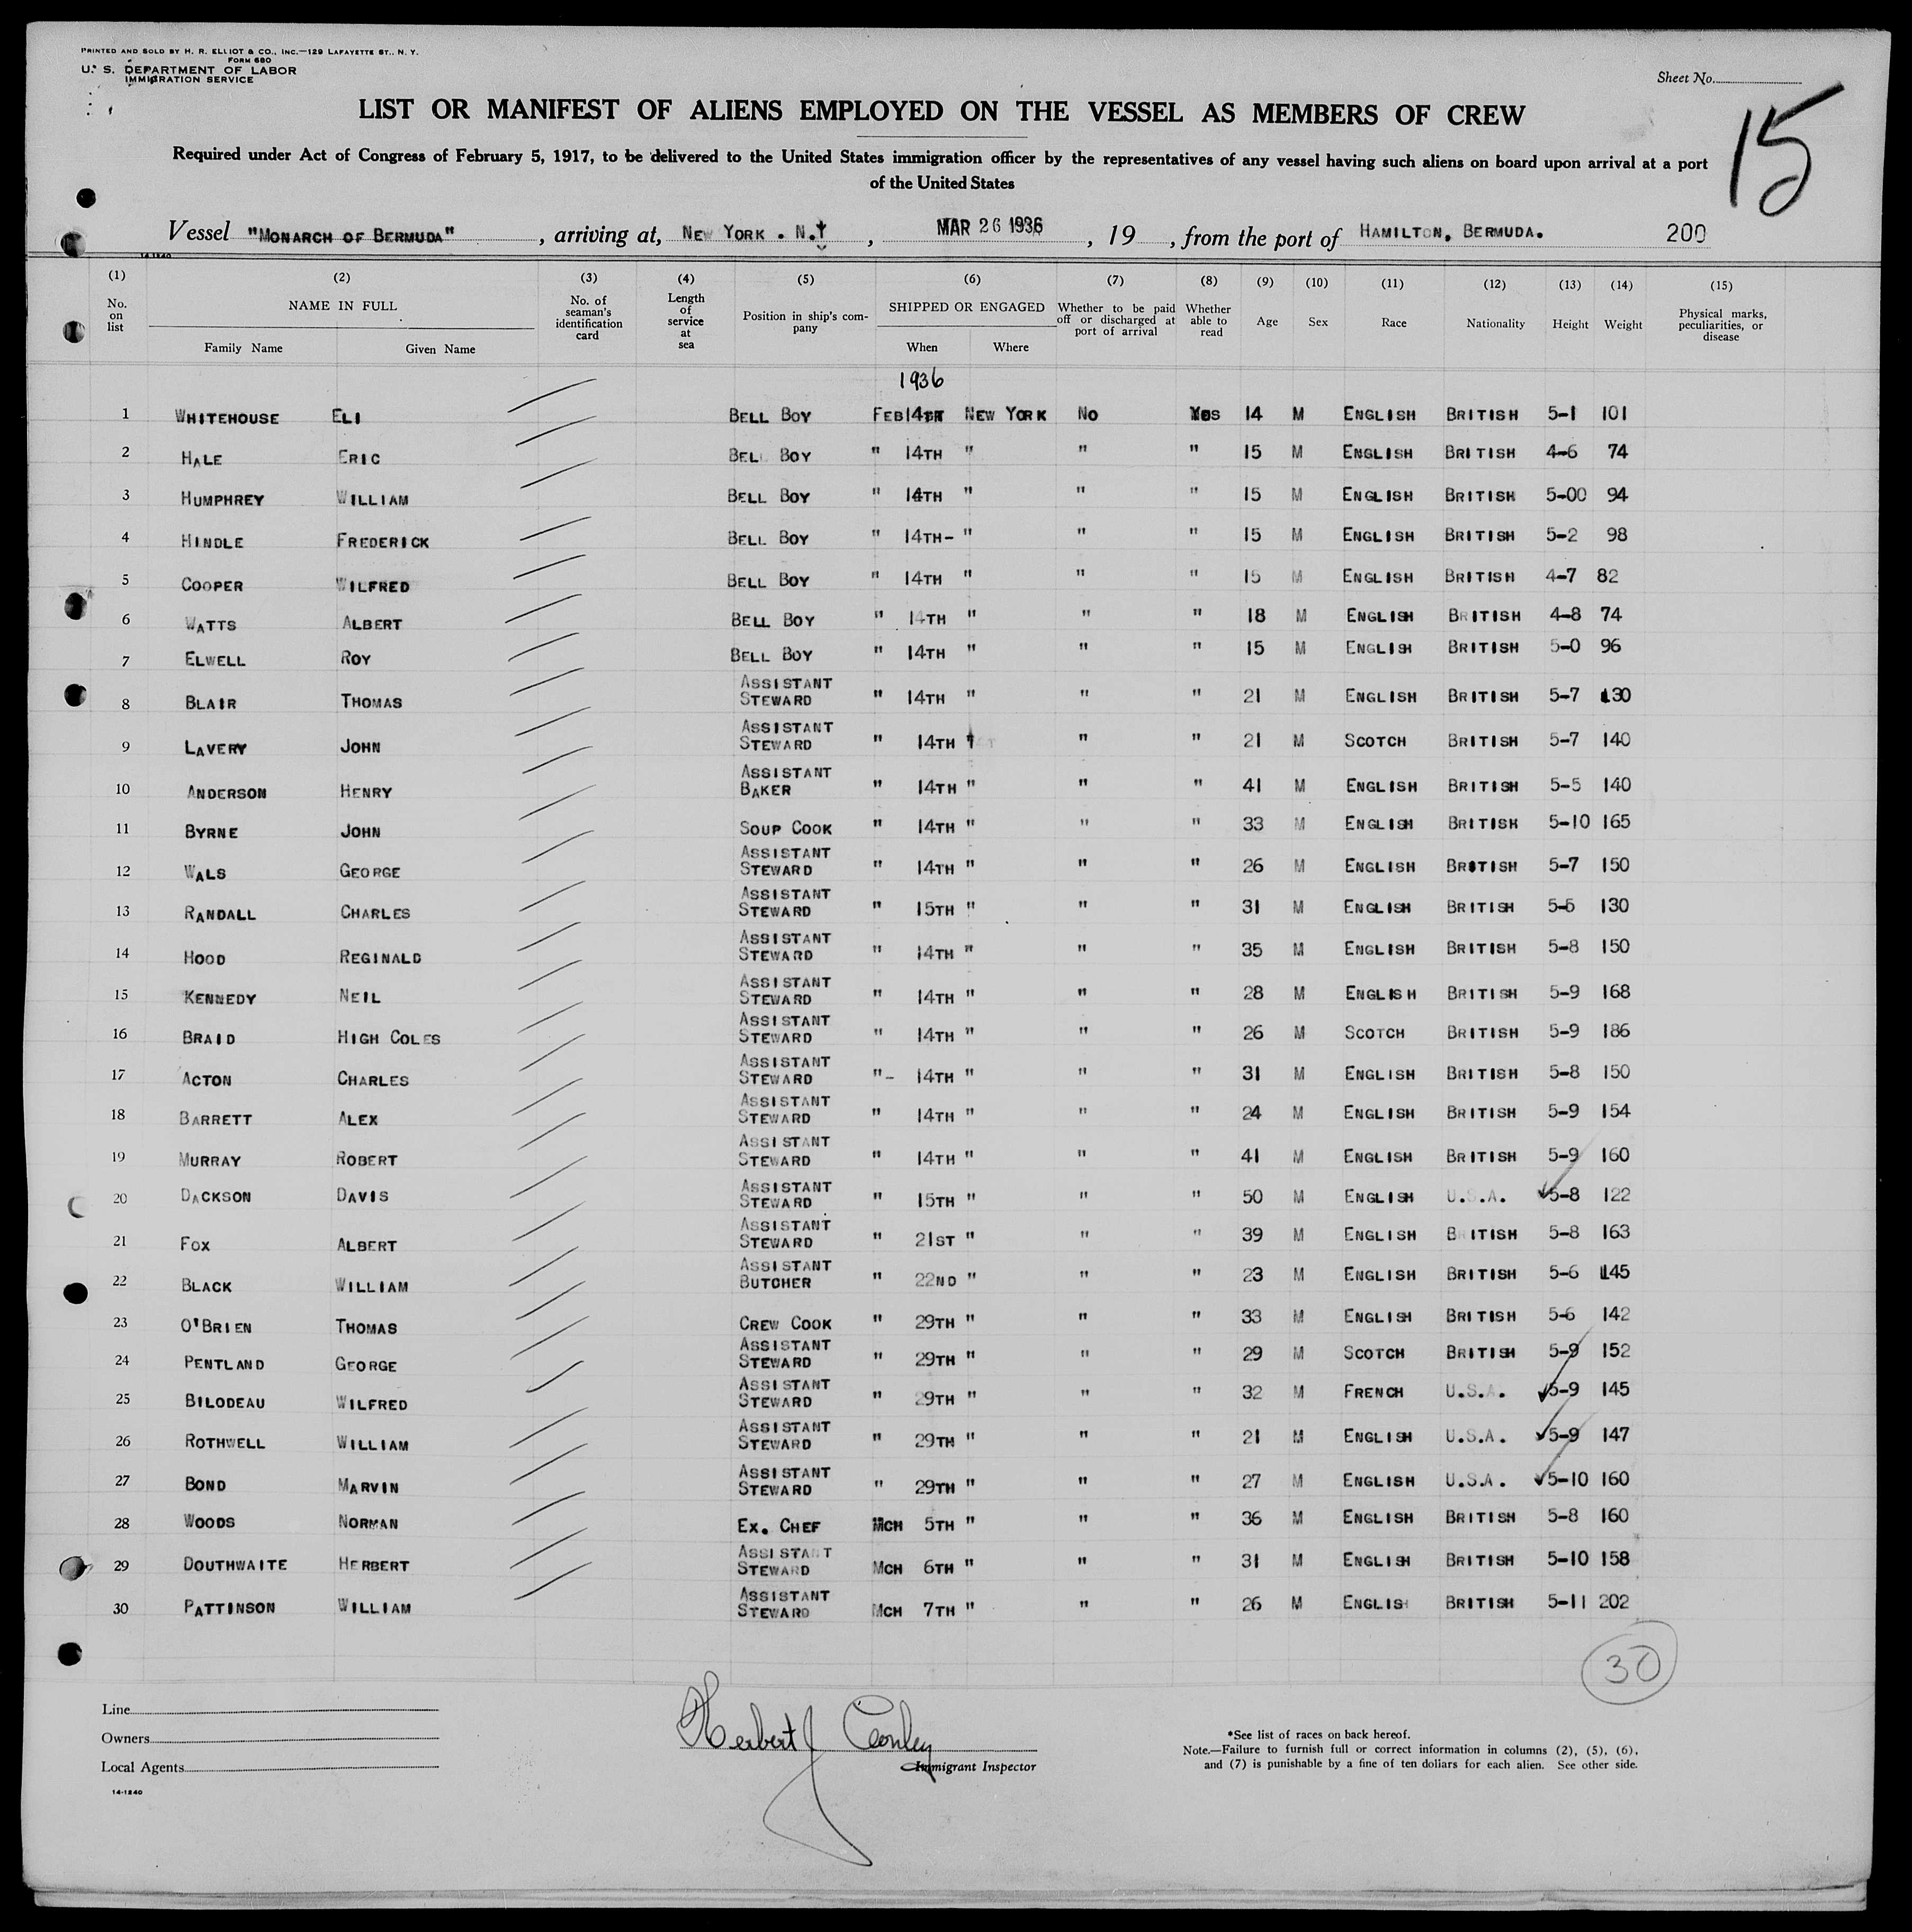 PRINTED AND SOLD BY H. R. ELLIOT & CO., INC.—129 LAFAYETTE ST., N. Y.
FORM 680
U. S. DEPARTMENT OF LABOR
IMMIGRATION SERVICE
Sheet No.
15
LIST OR MANIFEST OF ALIENS EMPLOYED ON THE VESSEL AS MEMBERS OF CREW
Required under Act of Congress of February 5, 1917, to be delivered to the United States immigration officer by the representatives of any vessel having such aliens on board upon arrival at a port
of the United States
Vessel "MONARCH OF BERMUDA", arriving at, NEW YORK. N.Y, MAR 26 1936, 19, from the port of HAMILTON, BERMUDA. 200
14-1240
(1) (2) (3) (4) (5) (6) (7) (8) (9) (10) (11) (12) (13) (14) (15)
No. on list NAME IN FULL Family Name Given Name No. of seaman's identification card Length of service at sea Position in ship's company SHIPPED OR ENGAGED When Where Whether to be paid off or discharged at port of arrival Whether able to read Age Sex Race Nationality Height Weight Physical marks, peculiarities, or disease
1936
1 WHITEHOUSE ELI BELL BOY FEB 14TH NEW YORK NO YES 14 M ENGLISH BRITISH 5-1 101
2 HALE ERIC BELL BOY " 14TH " " " 15 M ENGLISH BRITISH 4-6 74
3 HUMPHREY WILLIAM BELL BOY " 14TH " " " 15 M ENGLISH BRITISH 5-00 94
4 HINDLE FREDERICK BELL BOY " 14TH- " " " 15 M ENGLISH BRITISH 5-2 98
5 COOPER WILFRED BELL BOY " 14TH " " " 15 M ENGLISH BRITISH 4-7 82
6 WATTS ALBERT BELL BOY " 14TH " " " 18 M ENGLISH BRITISH 4-8 74
7 ELWELL ROY BELL BOY " 14TH " " " 15 M ENGLISH BRITISH 5-0 96
8 BLAIR THOMAS ASSISTANT STEWARD " 14TH " " " 21 M ENGLISH BRITISH 5-7 130
9 LAVERY JOHN ASSISTANT STEWARD " 14TH " " " 21 M SCOTCH BRITISH 5-7 140
10 ANDERSON HENRY ASSISTANT BAKER " 14TH " " " 41 M ENGLISH BRITISH 5-5 140
11 BYRNE JOHN SOUP COOK " 14TH " " " 33 M ENGLISH BRITISH 5-10 165
12 WALS GEORGE ASSISTANT STEWARD " 14TH " " " 26 M ENGLISH BRITISH 5-7 150
13 RANDALL CHARLES ASSISTANT STEWARD " 15TH " " " 31 M ENGLISH BRITISH 5-6 130
14 HOOD REGINALD ASSISTANT STEWARD " 14TH " " " 35 M ENGLISH BRITISH 5-8 150
15 KENNEDY NEIL ASSISTANT STEWARD " 14TH " " " 28 M ENGLISH BRITISH 5-9 168
16 BRAID HIGH COLES ASSISTANT STEWARD " 14TH " " " 26 M SCOTCH BRITISH 5-9 186
17 ACTON CHARLES ASSISTANT STEWARD "- 14TH " " " 31 M ENGLISH BRITISH 5-8 150
18 BARRETT ALEX ASSISTANT STEWARD " 14TH " " " 24 M ENGLISH BRITISH 5-9 154
19 MURRAY ROBERT ASSISTANT STEWARD " 14TH " " " 41 M ENGLISH BRITISH 5-9 160
20 DACKSON DAVIS ASSISTANT STEWARD " 15TH " " " 50 M ENGLISH U.S.A. 5-8 122
21 FOX ALBERT ASSISTANT STEWARD " 21ST " " " 39 M ENGLISH BRITISH 5-8 163
22 BLACK WILLIAM ASSISTANT BUTCHER " 22ND " " " 23 M ENGLISH BRITISH 5-6 145
23 O'BRIEN THOMAS CREW COOK " 29TH " " " 33 M ENGLISH BRITISH 5-6 142
24 PENTLAND GEORGE ASSISTANT STEWARD " 29TH " " " 29 M SCOTCH BRITISH 5-9 152
25 BILODEAU WILFRED ASSISTANT STEWARD " 29TH " " " 32 M FRENCH U.S.A. 5-9 145
26 ROTHWELL WILLIAM ASSISTANT STEWARD " 29TH " " " 21 M ENGLISH U.S.A. 5-9 147
27 BOND MARVIN ASSISTANT STEWARD " 29TH " " " 27 M ENGLISH U.S.A. 5-10 160
28 WOODS NORMAN EX. CHEF MCH 5TH " " " 36 M ENGLISH BRITISH 5-8 160
29 DOUTHWAITE HERBERT ASSISTANT STEWARD MCH 6TH " " " 31 M ENGLISH BRITISH 5-10 158
30 PATTINSON WILLIAM ASSISTANT STEWARD MCH 7TH " " " 26 M ENGLISH BRITISH 5-11 202
30
Line
Owners
Local Agents
14-1240
Herbert J Conley
Immigrant Inspector
*See list of races on back hereof.
Note.—Failure to furnish full or correct information in columns (2), (5), (6),
and (7) is punishable by a fine of ten dollars for each alien. See other side.